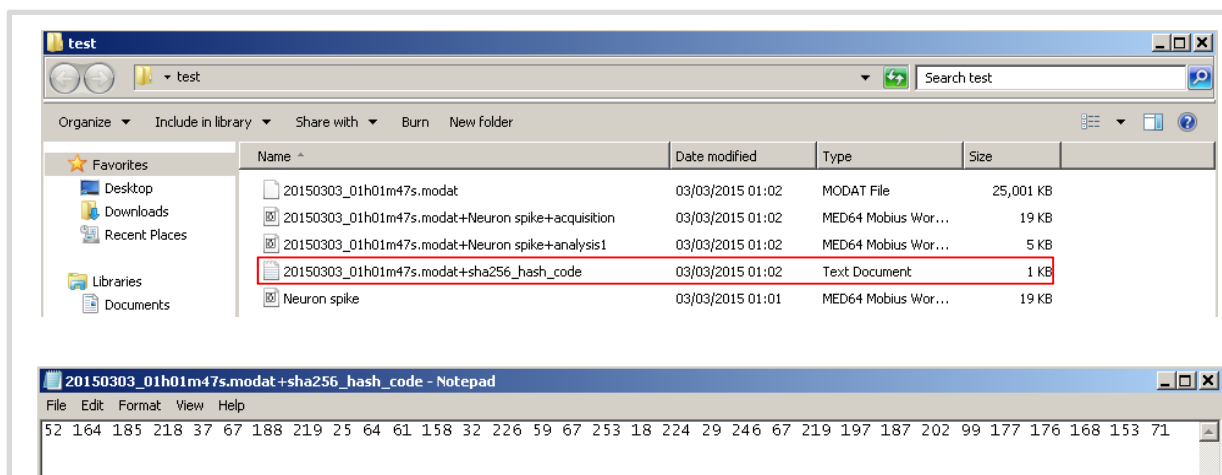 test
test
Search test
Organize Include in library Share with Burn New folder
Favorites
Desktop
Downloads
Recent Places
Libraries
Documents
Name Date modified Type Size
20150303_01h01m47s.modat 03/03/2015 01:02 MODAT File 25,001 KB
20150303_01h01m47s.modat+Neuron spike+acquisition 03/03/2015 01:02 MED64 Mobius Wor... 19 KB
20150303_01h01m47s.modat+Neuron spike+analysis1 03/03/2015 01:02 MED64 Mobius Wor... 5 KB
20150303_01h01m47s.modat+sha256_hash_code 03/03/2015 01:02 Text Document 1 KB
Neuron spike 03/03/2015 01:01 MED64 Mobius Wor... 19 KB
20150303_01h01m47s.modat+sha256_hash_code - Notepad
File Edit Format View Help
52 164 185 218 37 67 188 219 25 64 61 158 32 226 59 67 253 18 224 29 246 67 219 197 187 202 99 177 176 168 153 71